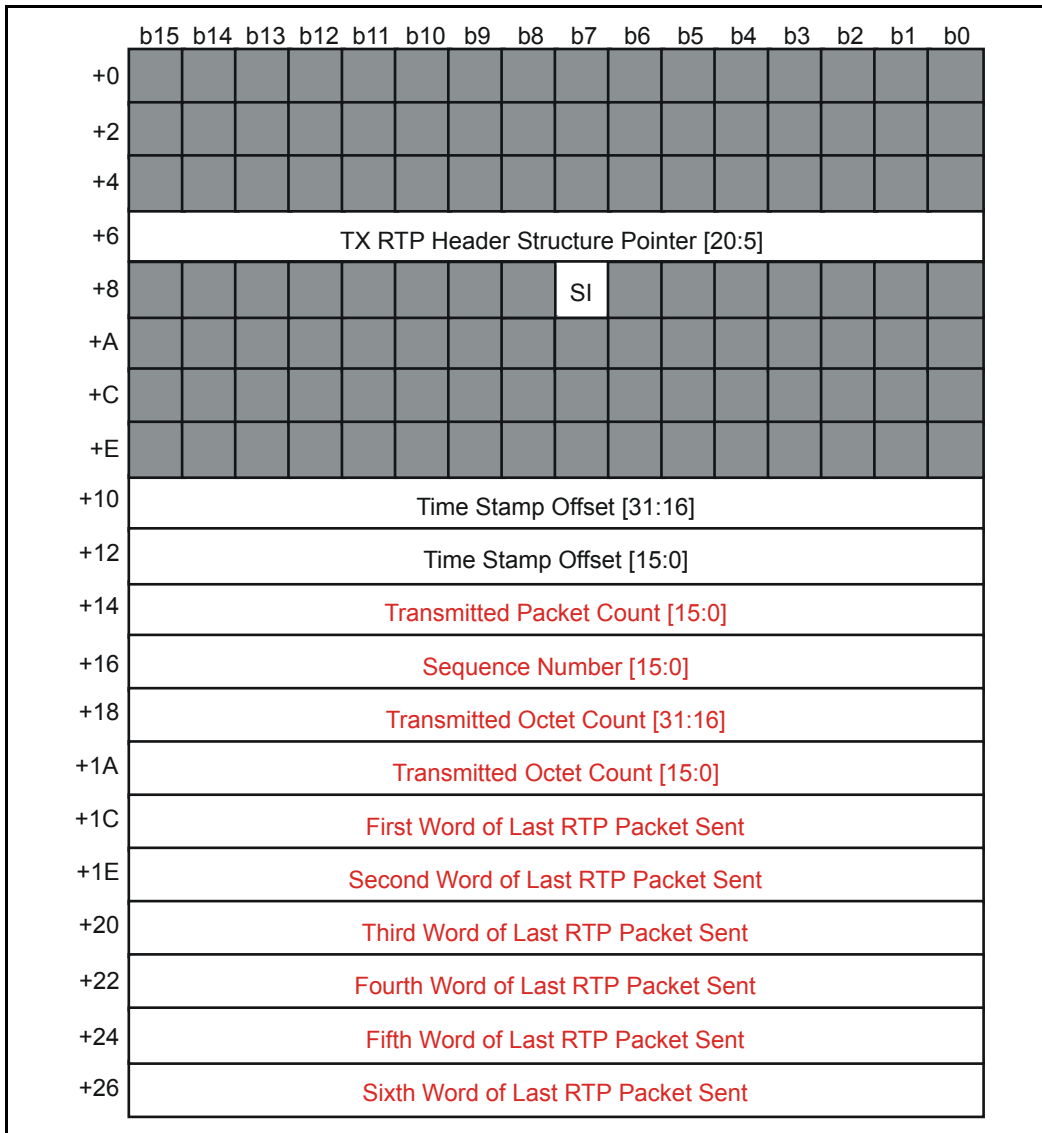 b15 b14 b13 b12 b11 b10 b9 b8 b7 b6 b5 b4 b3 b2 b1 b0
+0
+2
+4
+6 TX RTP Header Structure Pointer [20:5]
+8 SI
+A
+C
+E
+10 Time Stamp Offset [31:16]
+12 Time Stamp Offset [15:0]
+14 Transmitted Packet Count [15:0]
+16 Sequence Number [15:0]
+18 Transmitted Octet Count [31:16]
+1A Transmitted Octet Count [15:0]
+1C First Word of Last RTP Packet Sent
+1E Second Word of Last RTP Packet Sent
+20 Third Word of Last RTP Packet Sent
+22 Fourth Word of Last RTP Packet Sent
+24 Fifth Word of Last RTP Packet Sent
+26 Sixth Word of Last RTP Packet Sent